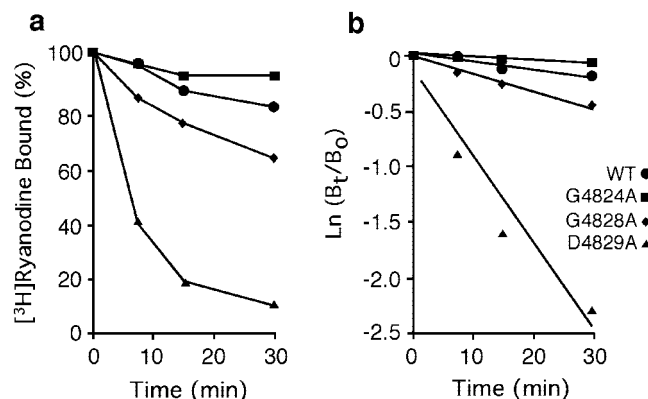 a
[³H]Ryanodine Bound (%)
100
80
60
40
20
0
0 10 20 30
Time (min)
b
Ln (Bt/Bo)
0
-0.5
-1.0
-1.5
-2.0
-2.5
0 10 20 30
Time (min)
WT
G4824A
G4828A
D4829A